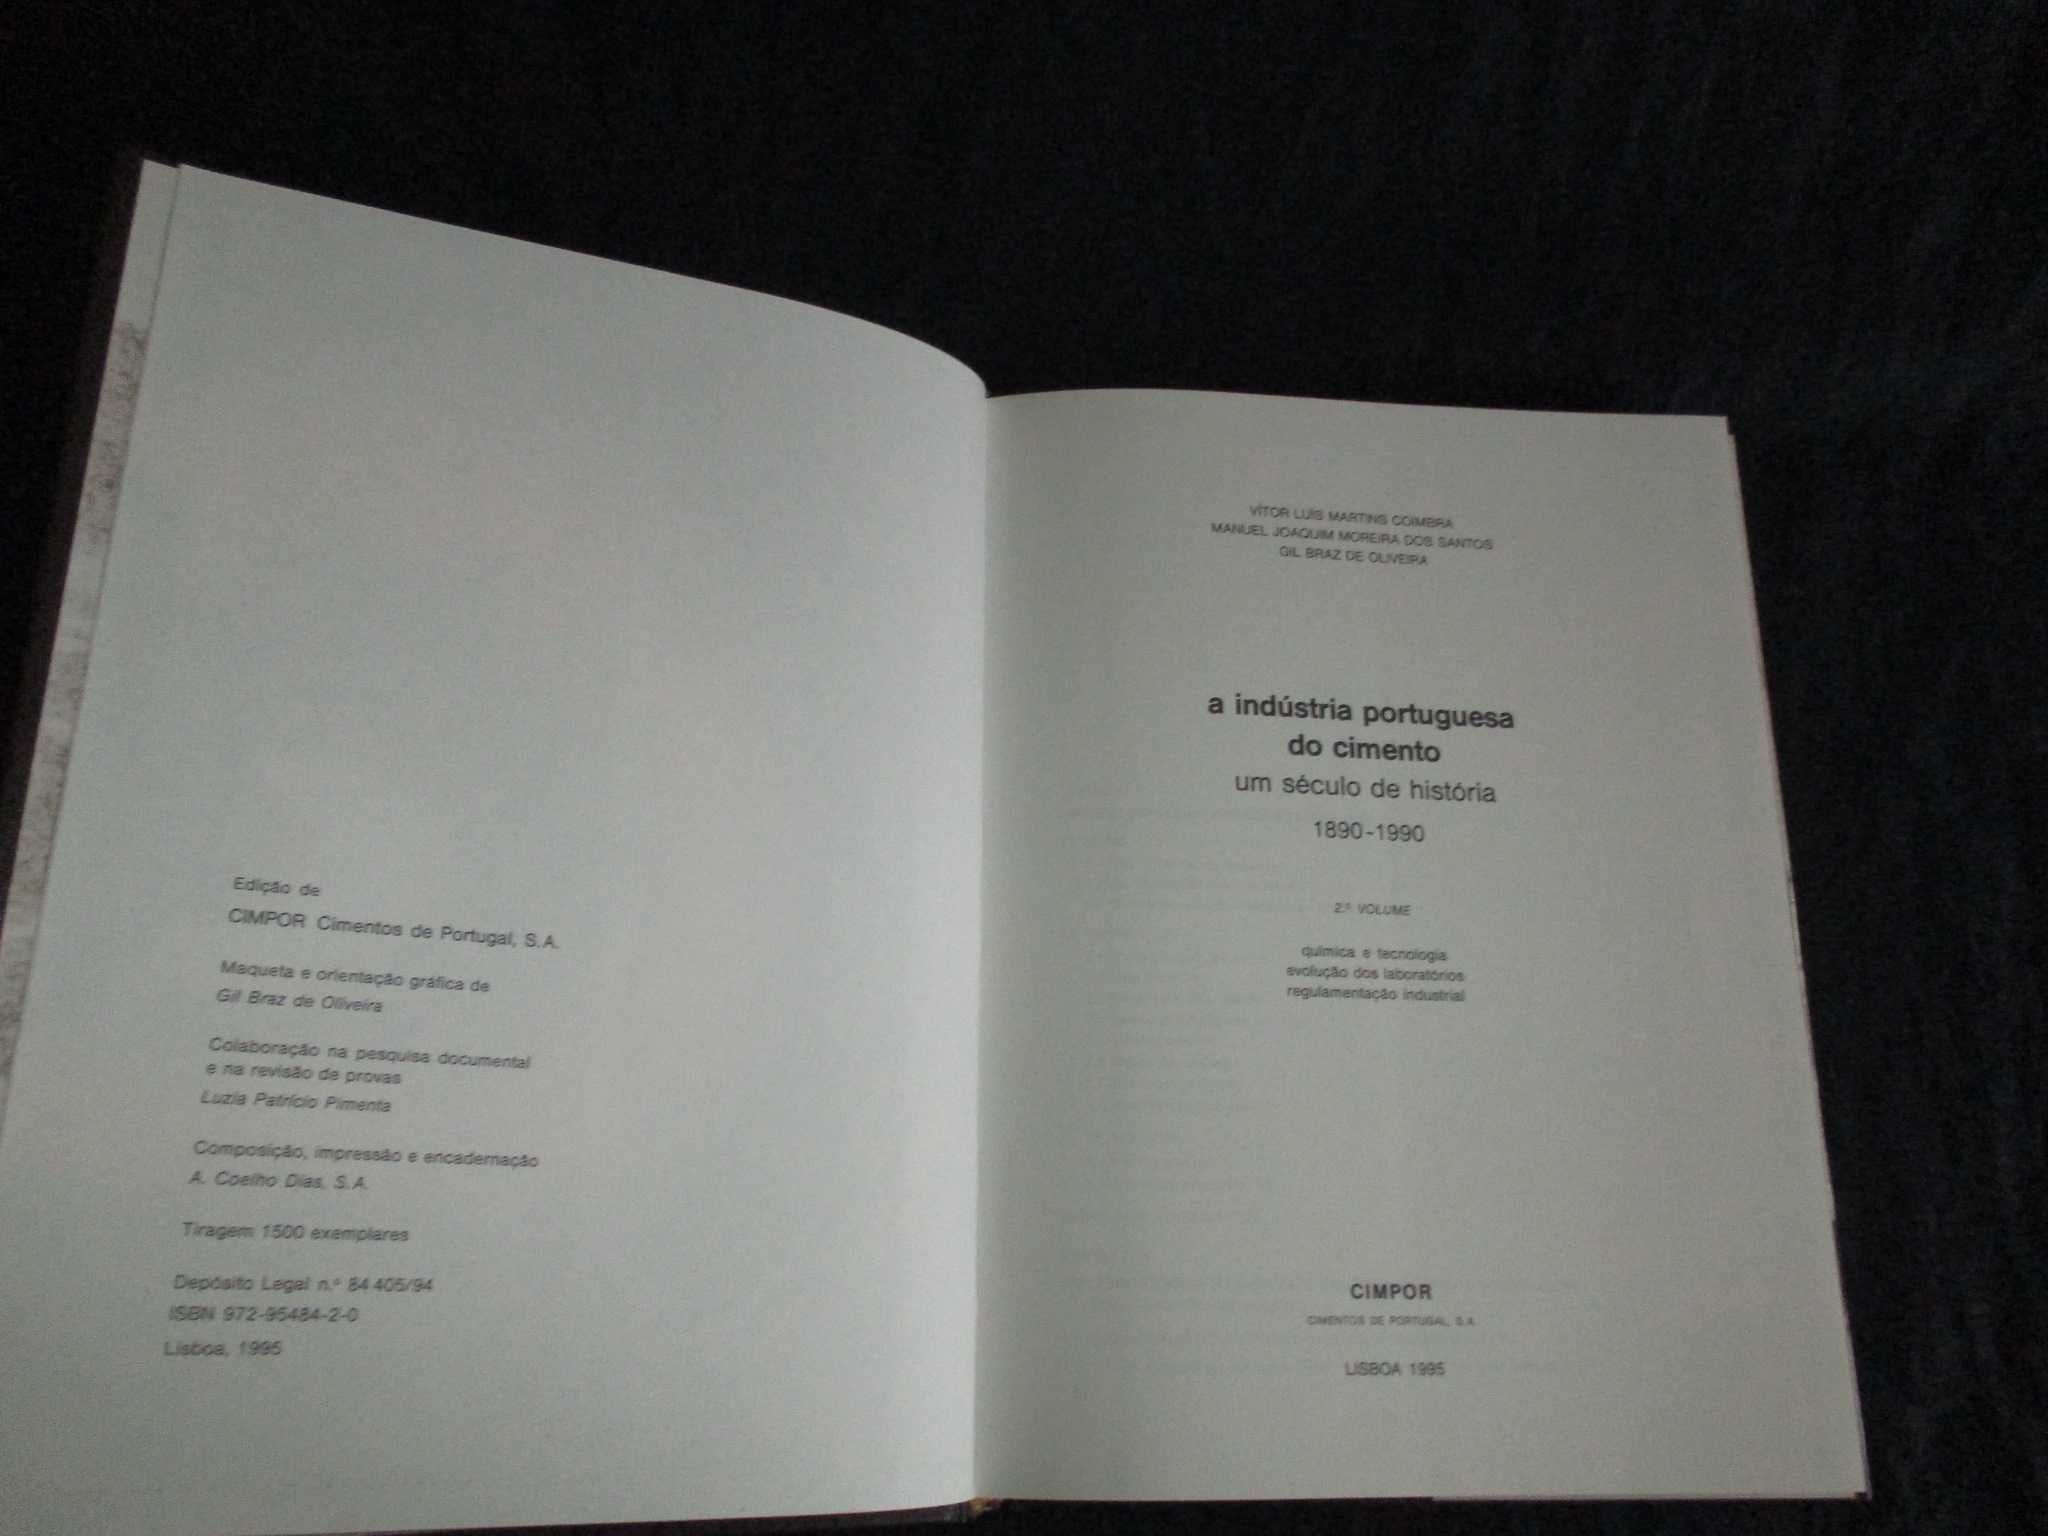 Edição de
CIMPOR Cimentos de Portugal, S.A.
Maqueta e orientação gráfica de
Gil Braz de Oliveira
Colaboração na pesquisa documental
e na revisão de provas
Luzia Patrício Pimenta
Composição, impressão e encadernação
A. Coelho Dias, S.A.
Tiragem 1500 exemplares
Depósito Legal n.º 84 405/94
ISBN 972-95484-2-0
Lisboa, 1995
VÍTOR LUÍS MARTINS COIMBRA
MANUEL JOAQUIM MOREIRA DOS SANTOS
GIL BRAZ DE OLIVEIRA
a indústria portuguesa
do cimento
um século de história
1890-1990
2.º VOLUME
química e tecnologia
evolução dos laboratórios
regulamentação industrial
CIMPOR
CIMENTOS DE PORTUGAL, S.A.
LISBOA 1995